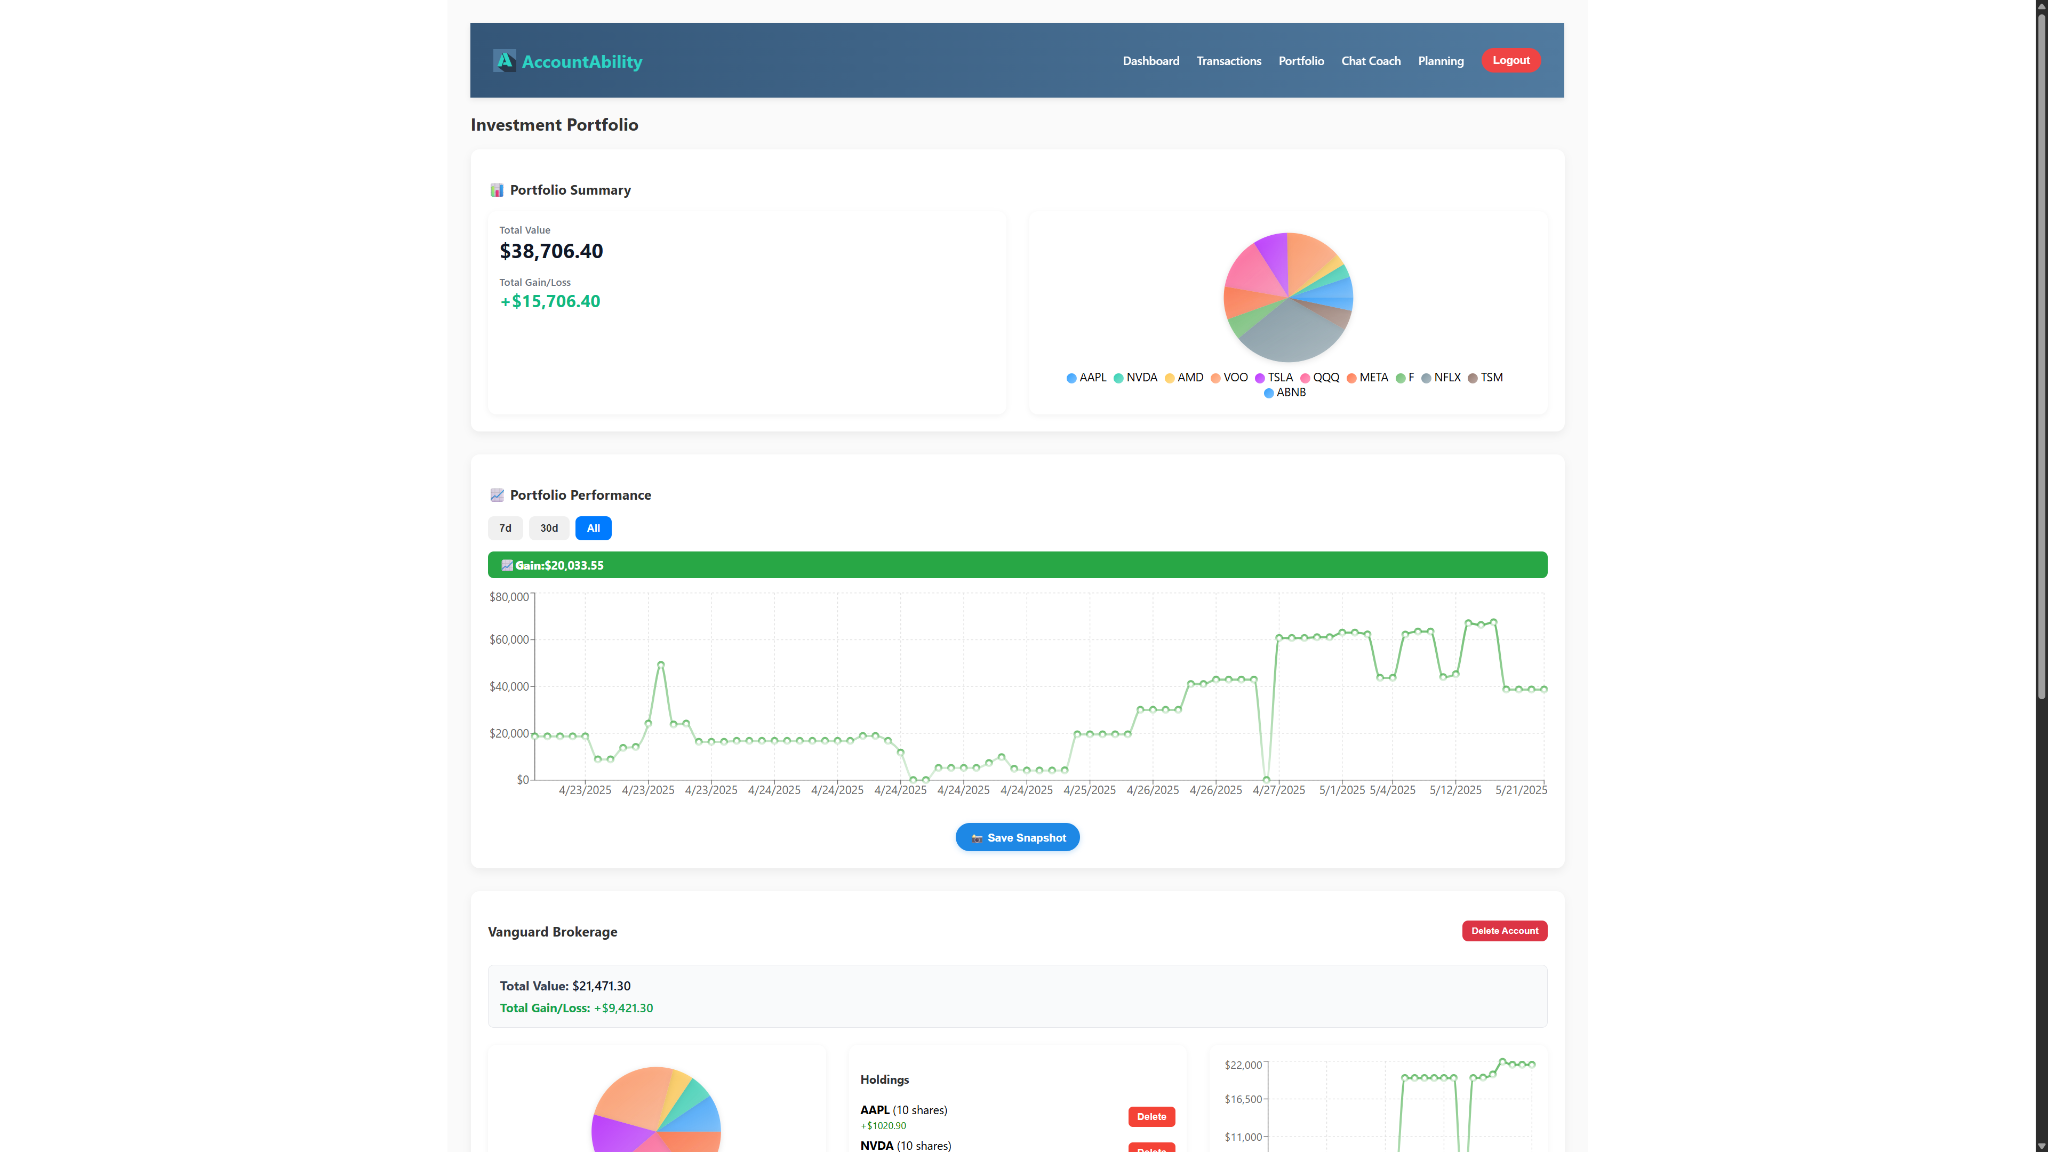 AccountAbility
Dashboard Transactions Portfolio Chat Coach Planning Logout
Investment Portfolio
Portfolio Summary
Total Value
$38,706.40
Total Gain/Loss
+$15,706.40
AAPL NVDA AMD VOO TSLA QQQ META F NFLX TSM
ABNB
Portfolio Performance
7d 30d All
Gain:$20,033.55
$80,000
$60,000
$40,000
$20,000
$0
4/23/2025 4/23/2025 4/23/2025 4/24/2025 4/24/2025 4/24/2025 4/24/2025 4/24/2025 4/25/2025 4/26/2025 4/26/2025 4/27/2025 5/1/2025 5/4/2025 5/12/2025 5/21/2025
Save Snapshot
Vanguard Brokerage
Delete Account
Total Value: $21,471.30
Total Gain/Loss: +$9,421.30
Holdings
AAPL (10 shares)
+$1020.90
Delete
NVDA (10 shares)
Delete
$22,000
$16,500
$11,000